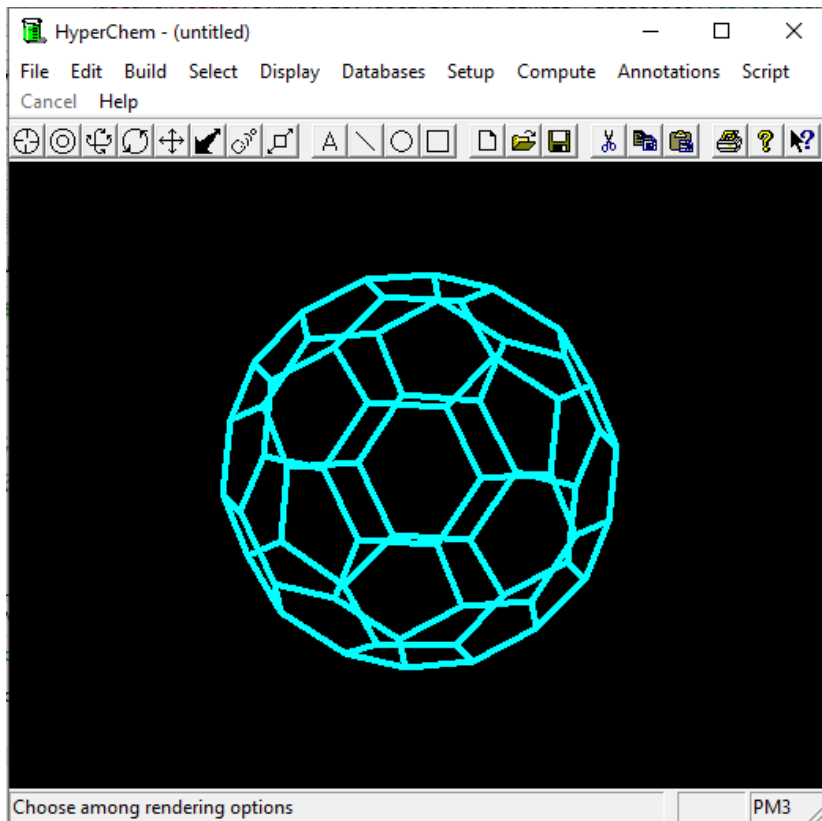 HyperChem - (untitled)
File Edit Build Select Display Databases Setup Compute Annotations Script
Cancel Help
A
Choose among rendering options
PM3